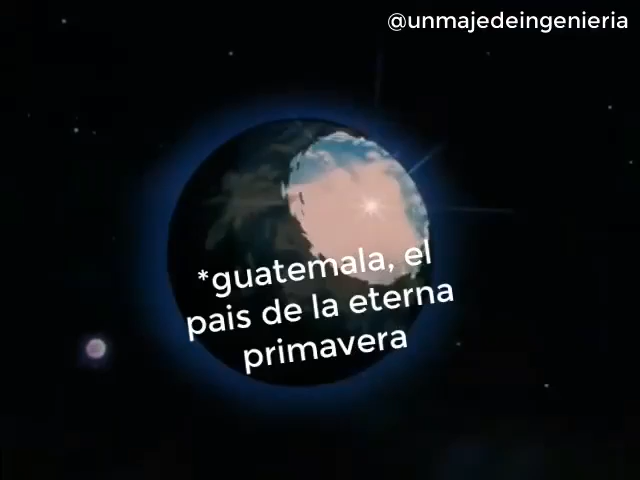 @unmajedeingenieria
*guatemala, el
pais de la eterna
primavera